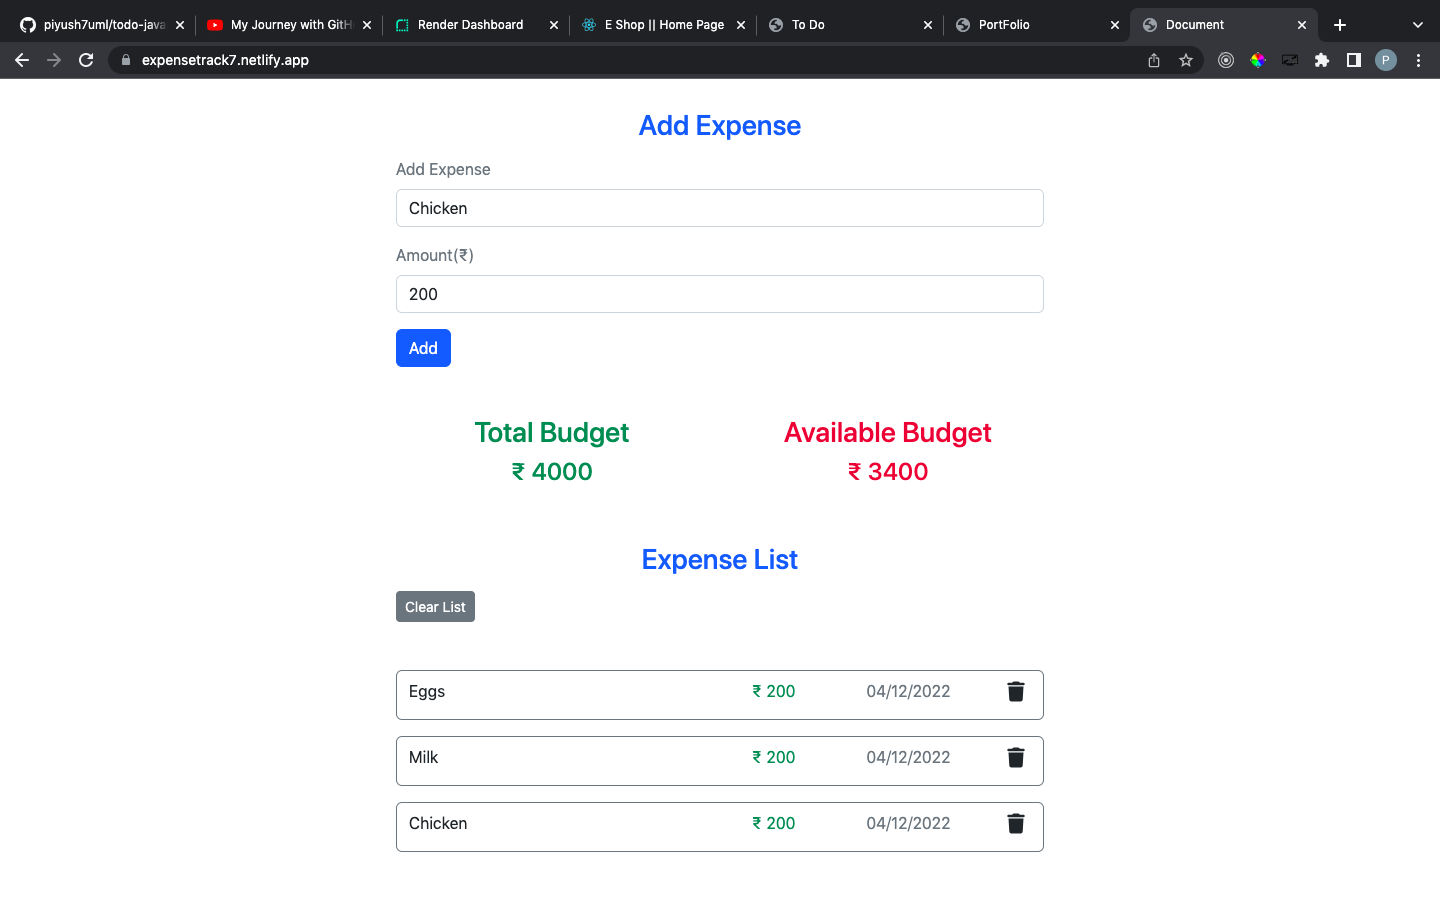 piyush7uml/todo-java
My Journey with GitH
Render Dashboard
E Shop || Home Page
To Do
PortFolio
Document
expensetrack7.netlify.app
P
Add Expense
Add Expense
Chicken
Amount(₹)
200
Add
Total Budget
₹ 4000
Available Budget
₹ 3400
Expense List
Clear List
Eggs ₹ 200 04/12/2022
Milk ₹ 200 04/12/2022
Chicken ₹ 200 04/12/2022